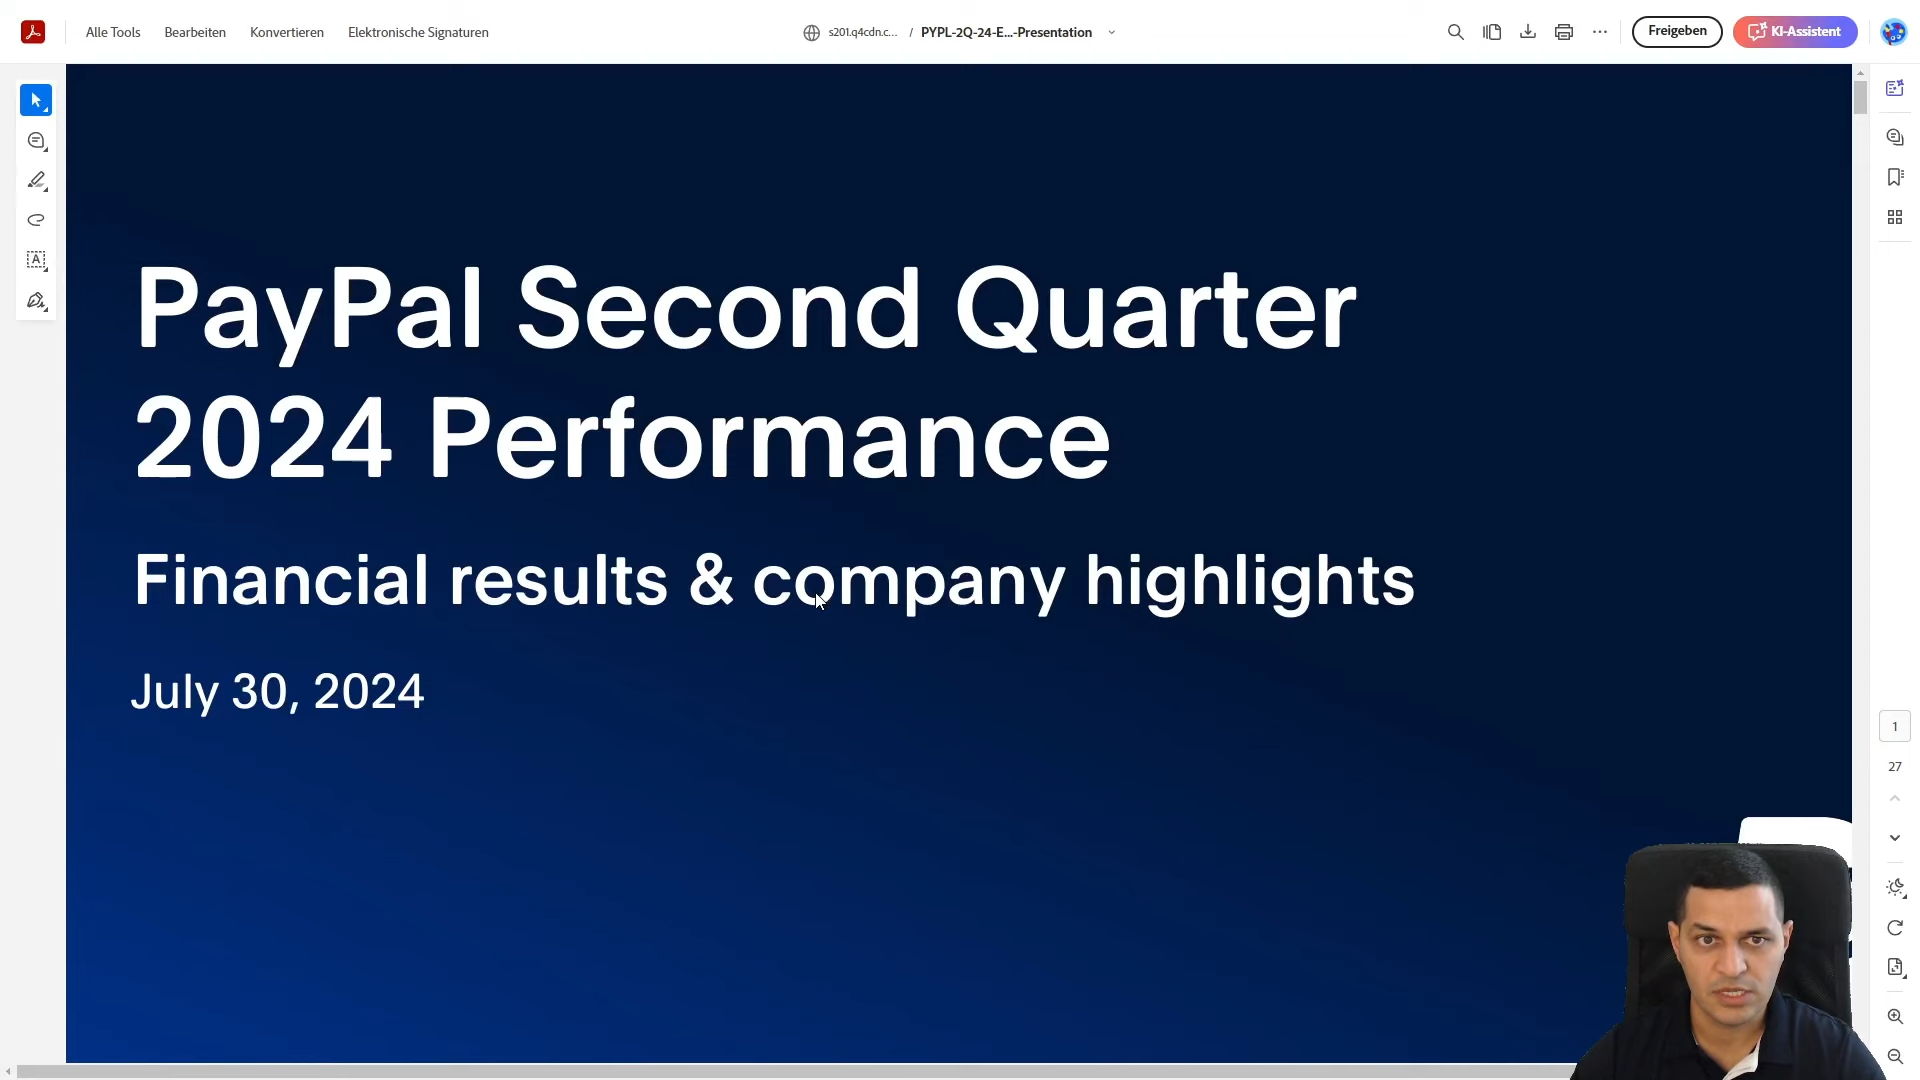 Alle Tools
Bearbeiten
Konvertieren
Elektronische Signaturen
s201.q4cdn.c... / PYPL-2Q-24-E...-Presentation
Freigeben
KI-Assistent
PayPal Second Quarter
2024 Performance
Financial results & company highlights
July 30, 2024
1
27